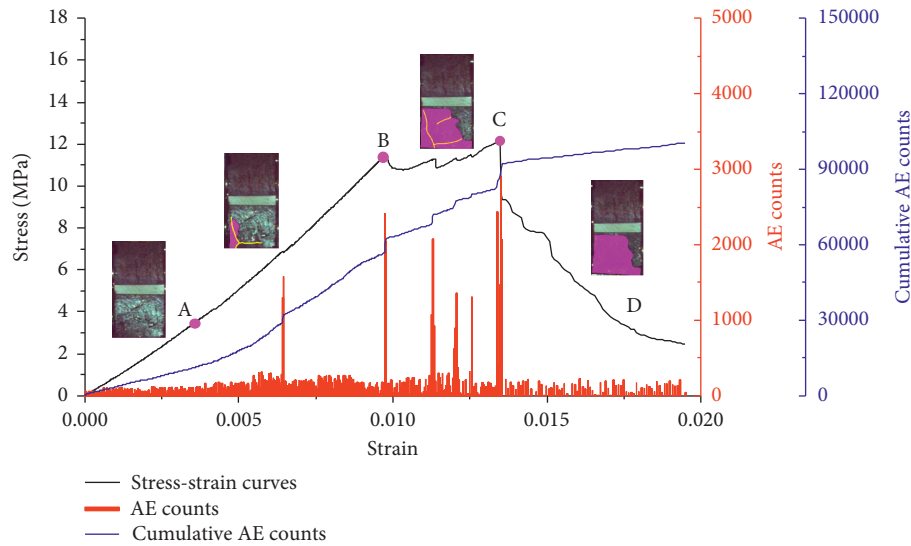 18
16
14
12
10
8
6
4
2
0
Stress (MPa)
0.000
0.005
0.010
0.015
0.020
Strain
5000
4000
3000
2000
1000
0
AE counts
150000
120000
90000
60000
30000
0
Cumulative AE counts
A
B
C
D
Stress-strain curves
AE counts
Cumulative AE counts